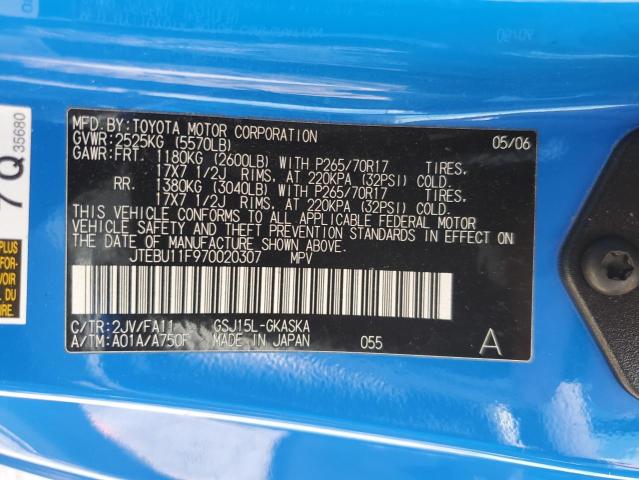 MFD.BY:TOYOTA MOTOR CORPORATION 05/06
GVWR:2525KG (5570LB)
GAWR:FRT. 1180KG (2600LB) WITH P265/70R17 TIRES,
17X7 1/2J RIMS, AT 220KPA (32PSI) COLD.
RR. 1380KG (3040LB) WITH P265/70R17 TIRES,
17X7 1/2J RIMS, AT 220KPA (32PSI) COLD.
THIS VEHICLE CONFORMS TO ALL APPLICABLE FEDERAL MOTOR
VEHICLE SAFETY AND THEFT PREVENTION STANDARDS IN EFFECT
ON THE DATE OF MANUFACTURE SHOWN ABOVE.
JTEBU11F970020307 MPV
C/TR:2JV/FA11 GSJ15L-GKASKA
A/TM:A01A/A750F MADE IN JAPAN 055 A
7Q
35680
PLUS